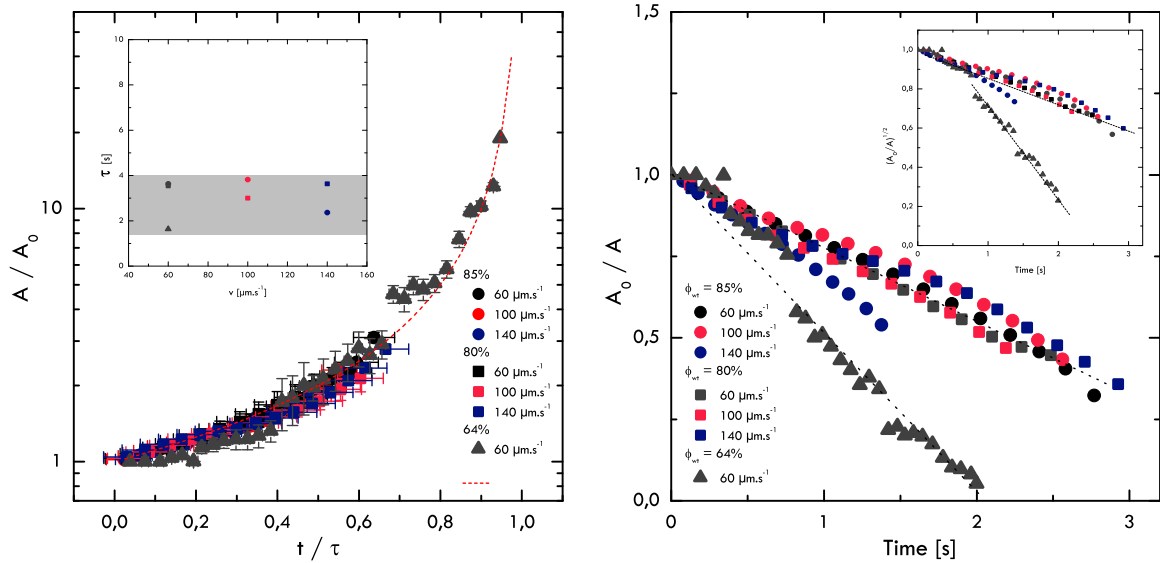 A / A0
10
1
0,0 0,2 0,4 0,6 0,8 1,0
t / τ
τ [s]
10
8
6
4
2
0
40 60 80 100 120 140 160
v [µm.s-1]
85%
60 µm.s-1
100 µm.s-1
140 µm.s-1
80%
60 µm.s-1
100 µm.s-1
140 µm.s-1
64%
60 µm.s-1
A0 / A
1,5
1,0
0,5
0,0
0 1 2 3
Time [s]
(A0/A)1/2
1,0
0,8
0,6
0,4
0,2
0,0
0 1 2 3
Time [s]
ϕwt = 85%
60 µm.s-1
100 µm.s-1
140 µm.s-1
ϕwt = 80%
60 µm.s-1
100 µm.s-1
140 µm.s-1
ϕwt = 64%
60 µm.s-1